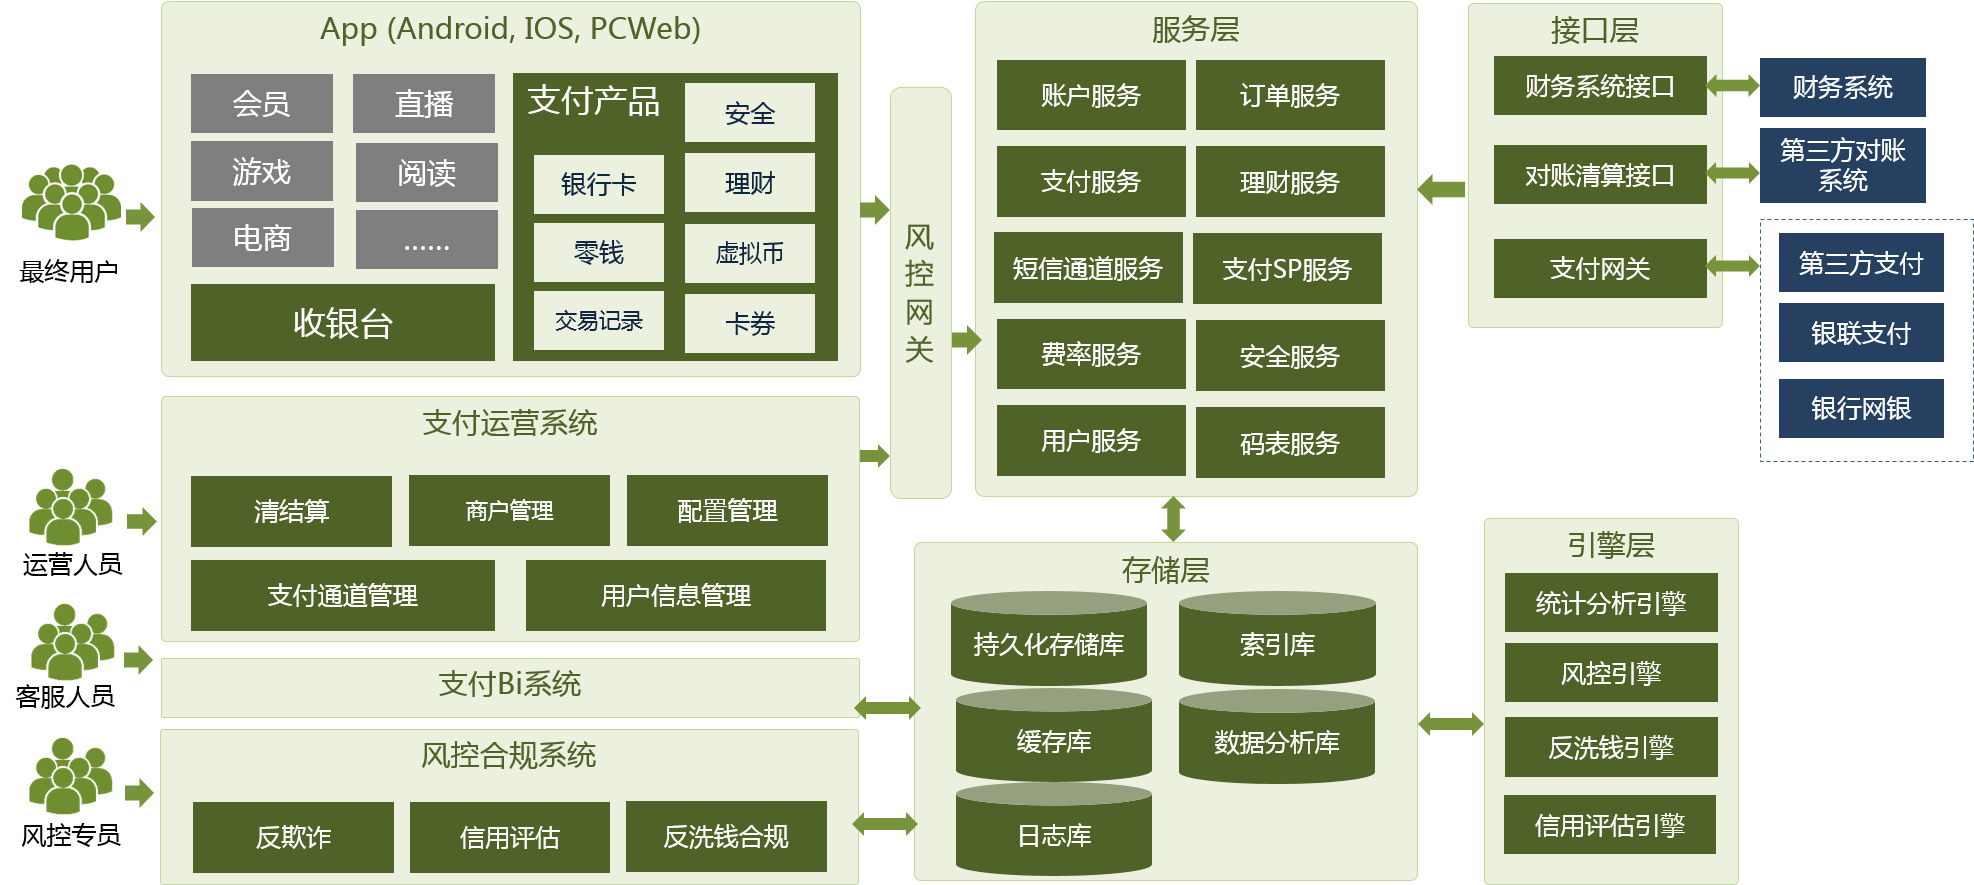 App (Android, IOS, PCWeb)
会员
直播
游戏
阅读
电商
......
收银台
支付产品
安全
银行卡
理财
零钱
虚拟币
交易记录
卡券
最终用户
支付运营系统
清结算
商户管理
配置管理
支付通道管理
用户信息管理
运营人员
客服人员
支付Bi系统
风控合规系统
反欺诈
信用评估
反洗钱合规
风控专员
风
控
网
关
服务层
账户服务
订单服务
支付服务
理财服务
短信通道服务
支付SP服务
费率服务
安全服务
用户服务
码表服务
存储层
持久化存储库
索引库
缓存库
数据分析库
日志库
接口层
财务系统接口
对账清算接口
支付网关
财务系统
第三方对账
系统
第三方支付
银联支付
银行网银
引擎层
统计分析引擎
风控引擎
反洗钱引擎
信用评估引擎